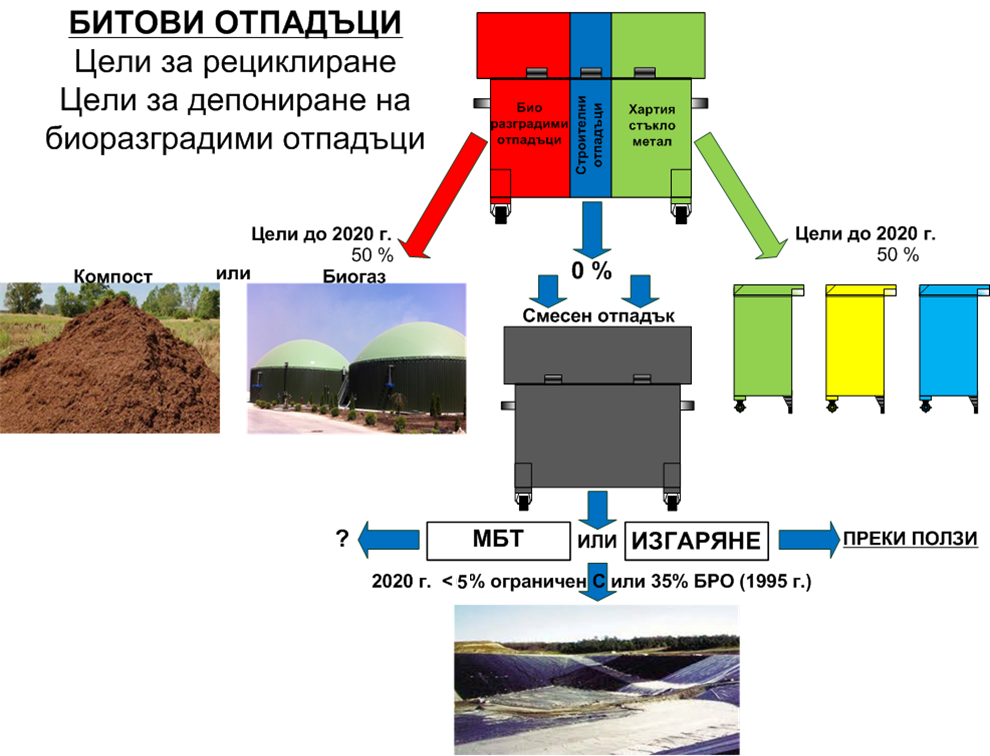 БИТОВИ ОТПАДЪЦИ
Цели за рециклиране
Цели за депониране на
биоразградими отпадъци
Био
разградими
отпадъци
Строителни
отпадъци
Хартия
стъкло
метал
Цели до 2020 г.
50 %
Цели до 2020 г.
50 %
Компост
или
Биогаз
0 %
Смесен отпадък
?
МБТ
ИЛИ
ИЗГАРЯНЕ
ПРЕКИ ПОЛЗИ
2020 г. < 5% ограничен С или 35% БРО (1995 г.)